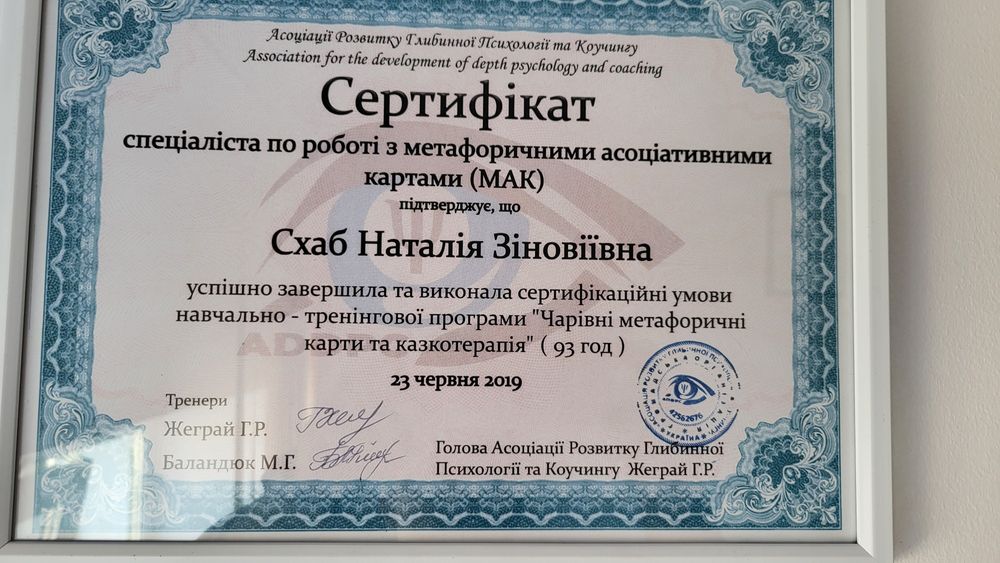 Асоціації Розвитку Глибинної Психології та Коучингу
Association for the development of depth psychology and coaching
Сертифікат
спеціаліста по роботі з метафоричними асоціативними
картами (МАК)
підтверджує, що
Схаб Наталія Зіновіївна
успішно завершила та виконала сертифікаційні умови
навчально - тренінгової програми "Чарівні метафоричні
карти та казкотерапія" ( 93 год )
23 червня 2019
Тренери
Жеграй Г.Р.
Баландюк М.Г.
42562676
УКРАЇНА
Голова Асоціації Розвитку Глибинної
Психології та Коучингу Жеграй Г.Р.